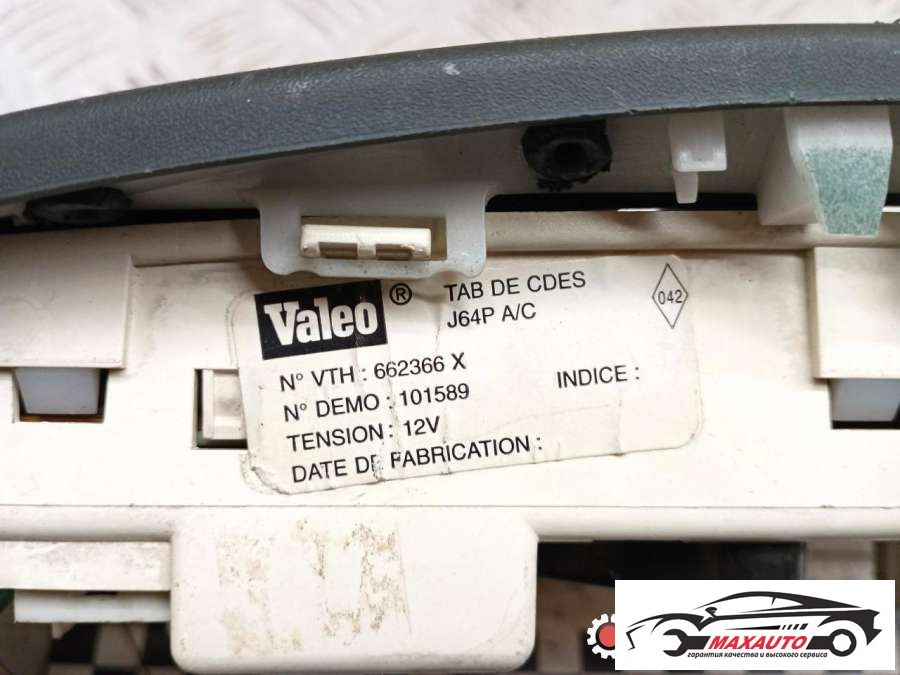 Valeo ®
TAB DE CDES
J64P A/C
042
N° VTH : 662366 X
N° DEMO : 101589
INDICE :
TENSION : 12V
DATE DE FABRICATION :
MAXAUTO
гарантия качества и высокого сервиса